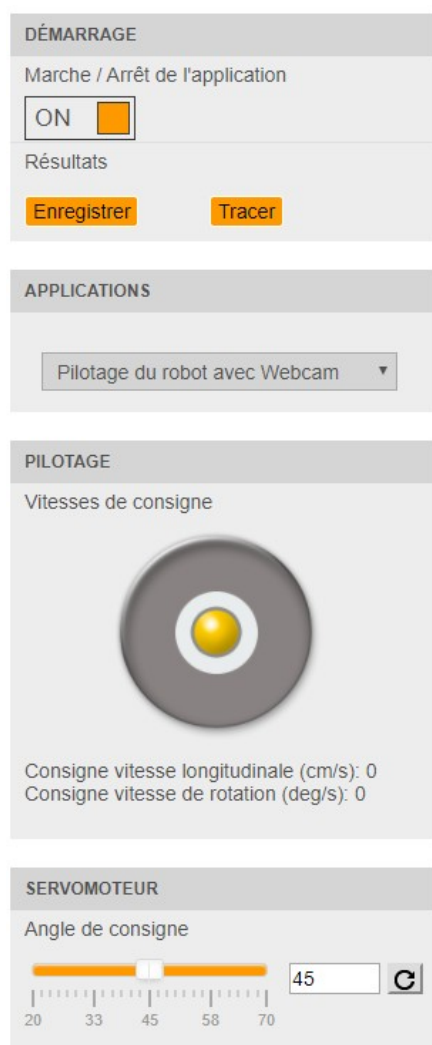 DÉMARRAGE
Marche / Arrêt de l'application
ON
Résultats
Enregistrer Tracer
APPLICATIONS
Pilotage du robot avec Webcam
PILOTAGE
Vitesses de consigne
Consigne vitesse longitudinale (cm/s): 0
Consigne vitesse de rotation (deg/s): 0
SERVOMOTEUR
Angle de consigne
45
20 33 45 58 70